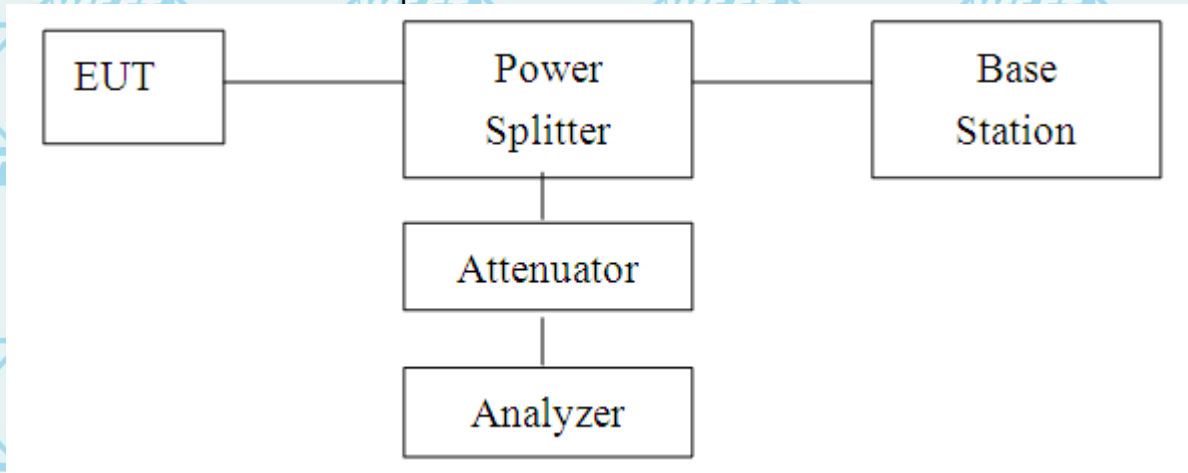 EUT
Power
Splitter
Base
Station
Attenuator
Analyzer